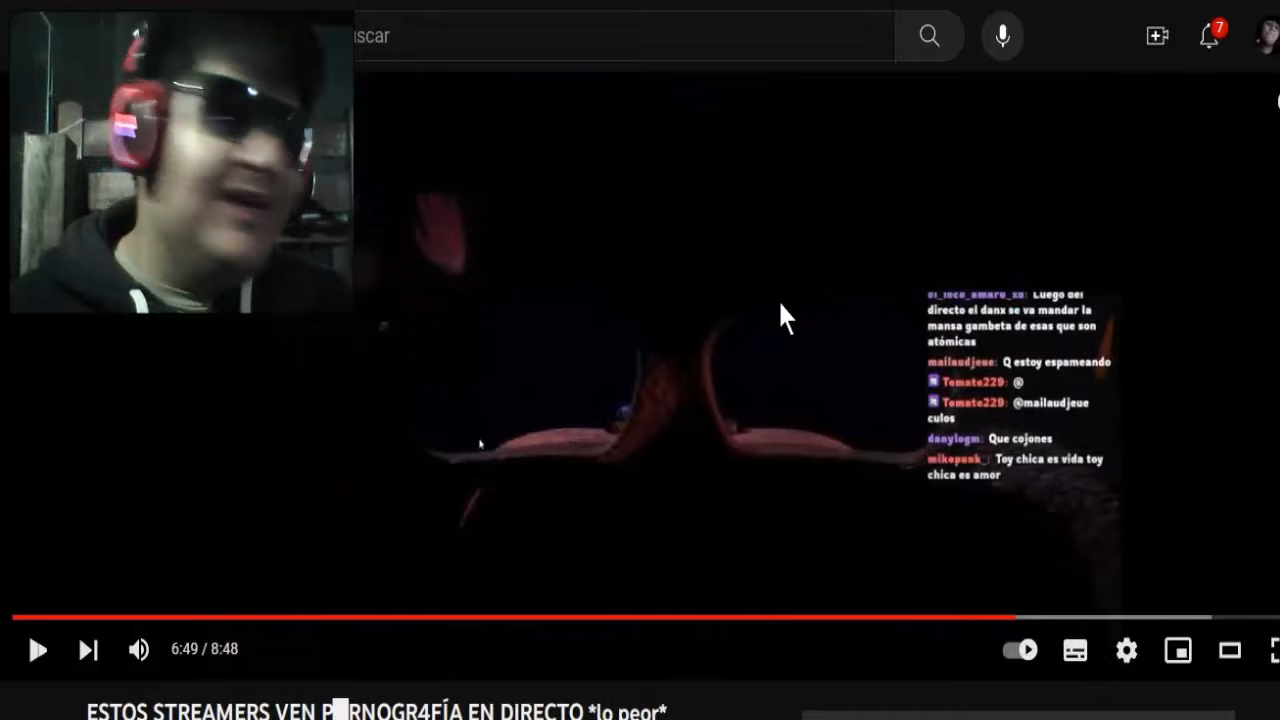 uscar
7
el_loco_amaru_xd: Luego del
directo el danx se va mandar la
mansa gambeta de esas que son
atómicas
mailaudjeue: Q estoy espameando
Tomate229: @
Tomate229: @mailaudjeue
culos
danylogm: Que cojones
mikopunk_: Toy chica es vida toy
chica es amor
6:49 / 8:48
ESTOS STREAMERS VEN P RNOGR4FÍA EN DIRECTO *lo peor*